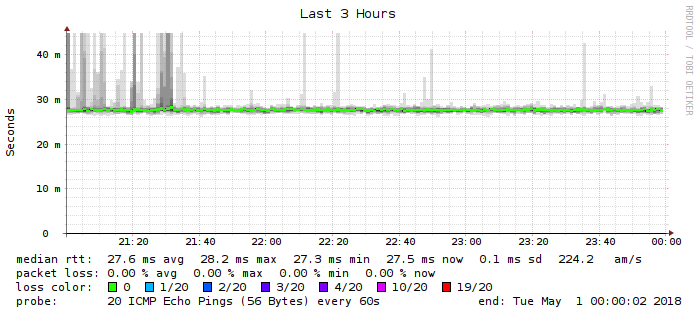 Last 3 Hours
RRDTOOL / TOBI OETIKER
Seconds
40 m
30 m
20 m
10 m
0
21:20 21:40 22:00 22:20 22:40 23:00 23:20 23:40 00:00
median rtt: 27.6 ms avg 28.2 ms max 27.3 ms min 27.5 ms now 0.1 ms sd 224.2 am/s
packet loss: 0.00 % avg 0.00 % max 0.00 % min 0.00 % now
loss color: 0 1/20 2/20 3/20 4/20 10/20 19/20
probe: 20 ICMP Echo Pings (56 Bytes) every 60s end: Tue May 1 00:00:02 2018